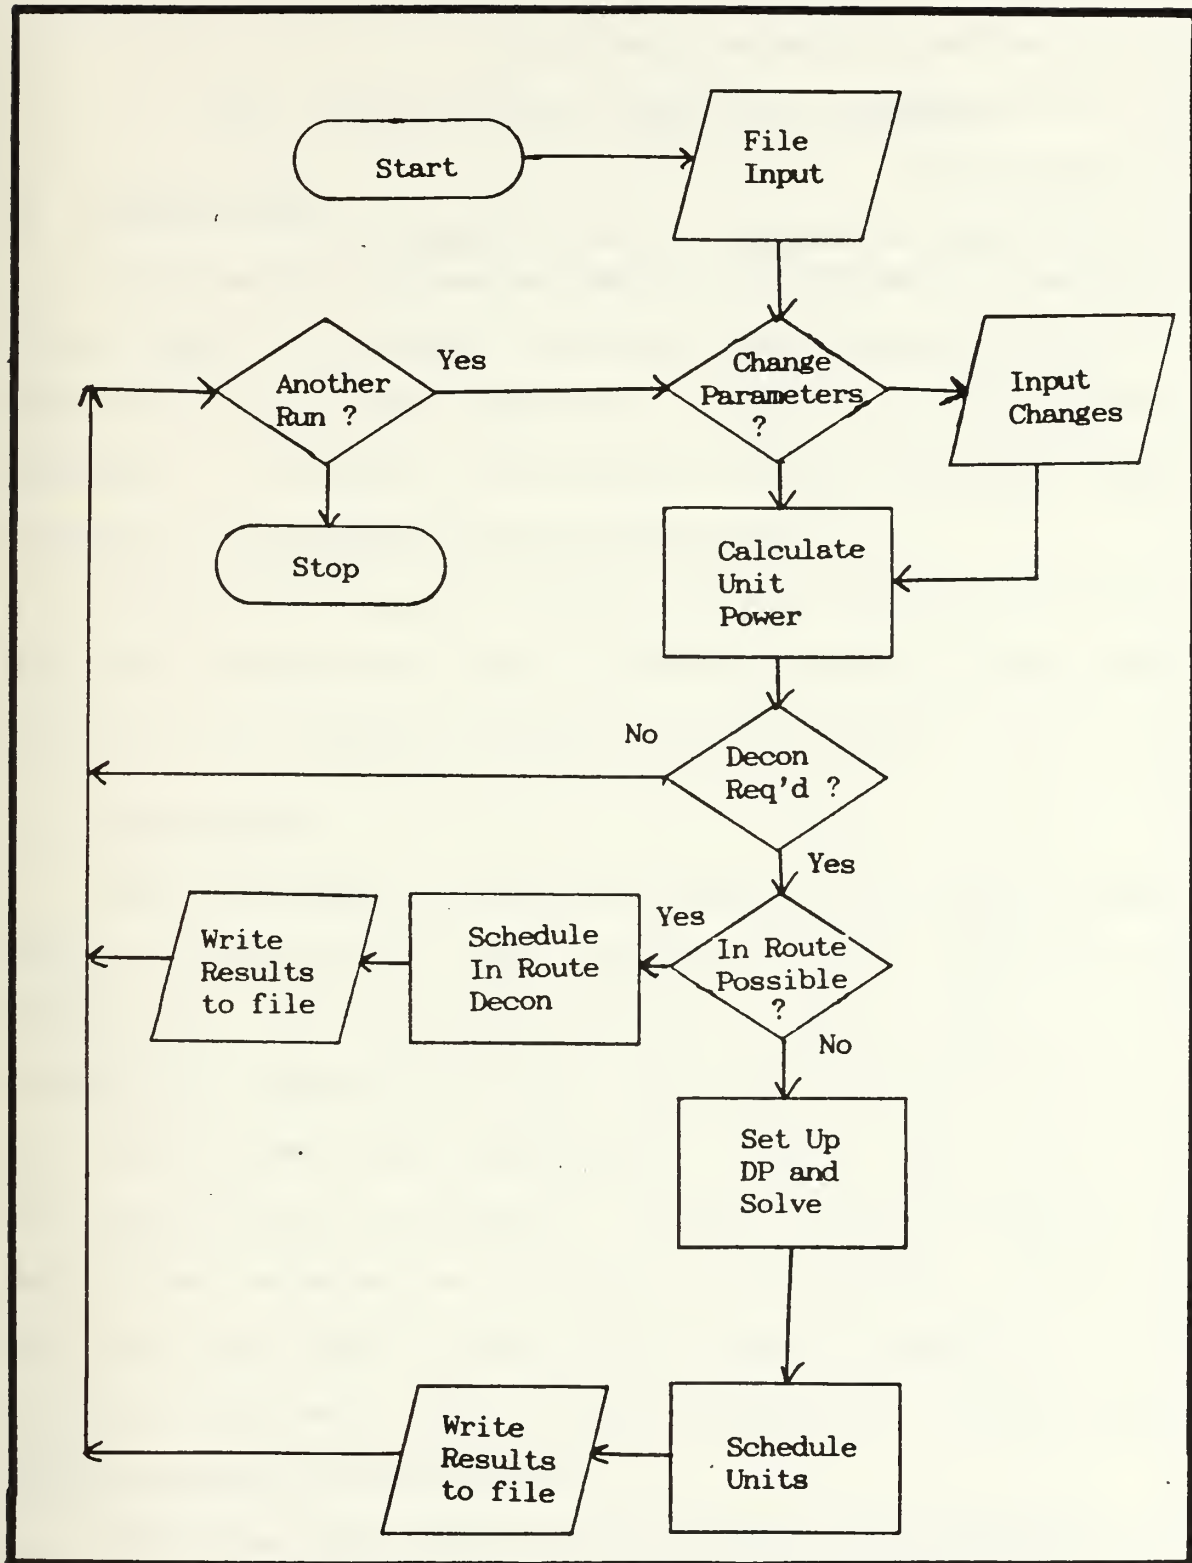 Start
File
Input
Another
Run ?
Yes
Change
Parameters
?
Input
Changes
Stop
Calculate
Unit
Power
No
Decon
Req'd ?
Yes
Write
Results
to file
Schedule
In Route
Decon
Yes
In Route
Possible
?
No
Set Up
DP and
Solve
Write
Results
to file
Schedule
Units